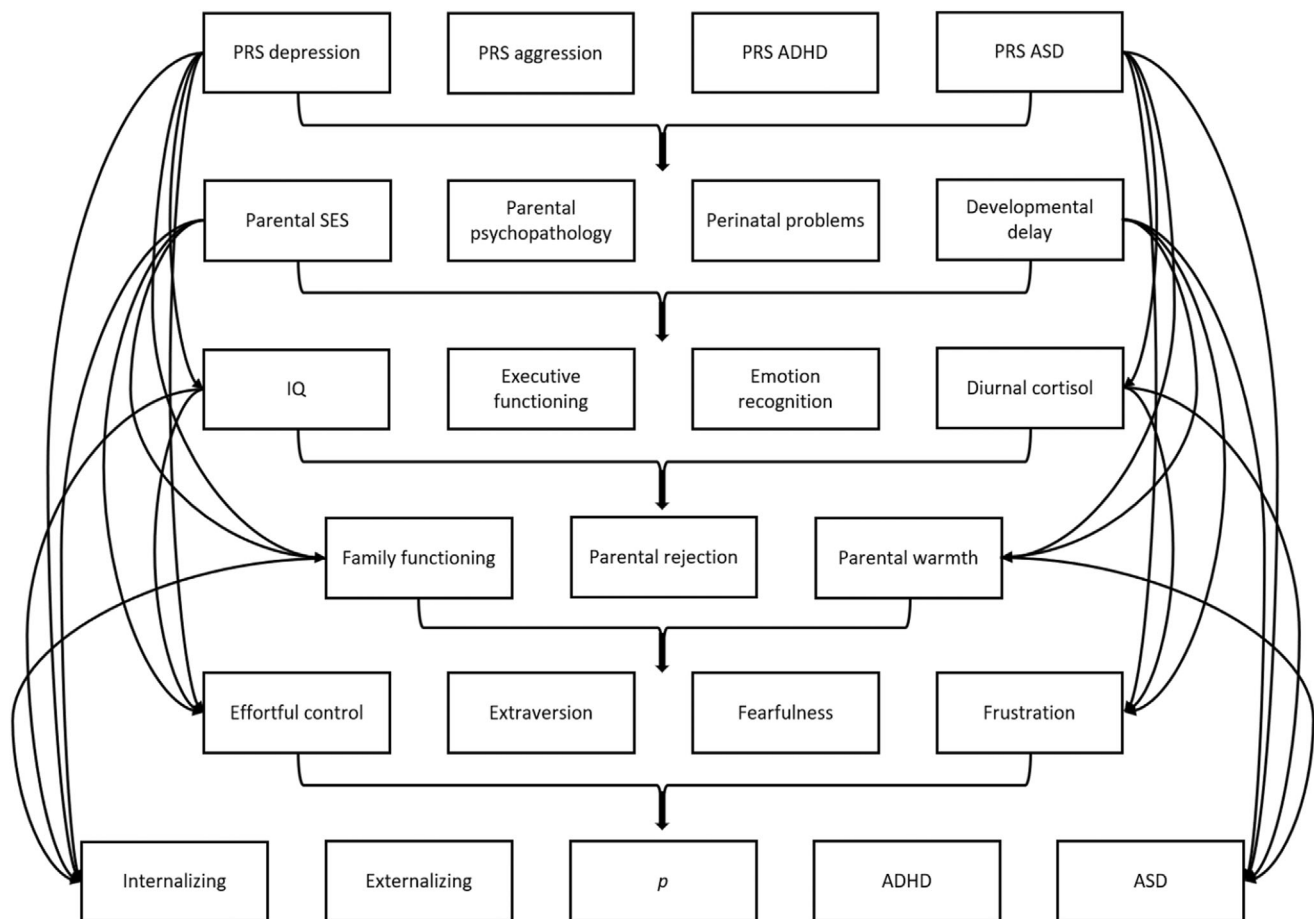 PRS depression
PRS aggression
PRS ADHD
PRS ASD
Parental SES
Parental
psychopathology
Perinatal problems
Developmental
delay
IQ
Executive
functioning
Emotion
recognition
Diurnal cortisol
Family functioning
Parental rejection
Parental warmth
Effortful control
Extraversion
Fearfulness
Frustration
Internalizing
Externalizing
p
ADHD
ASD